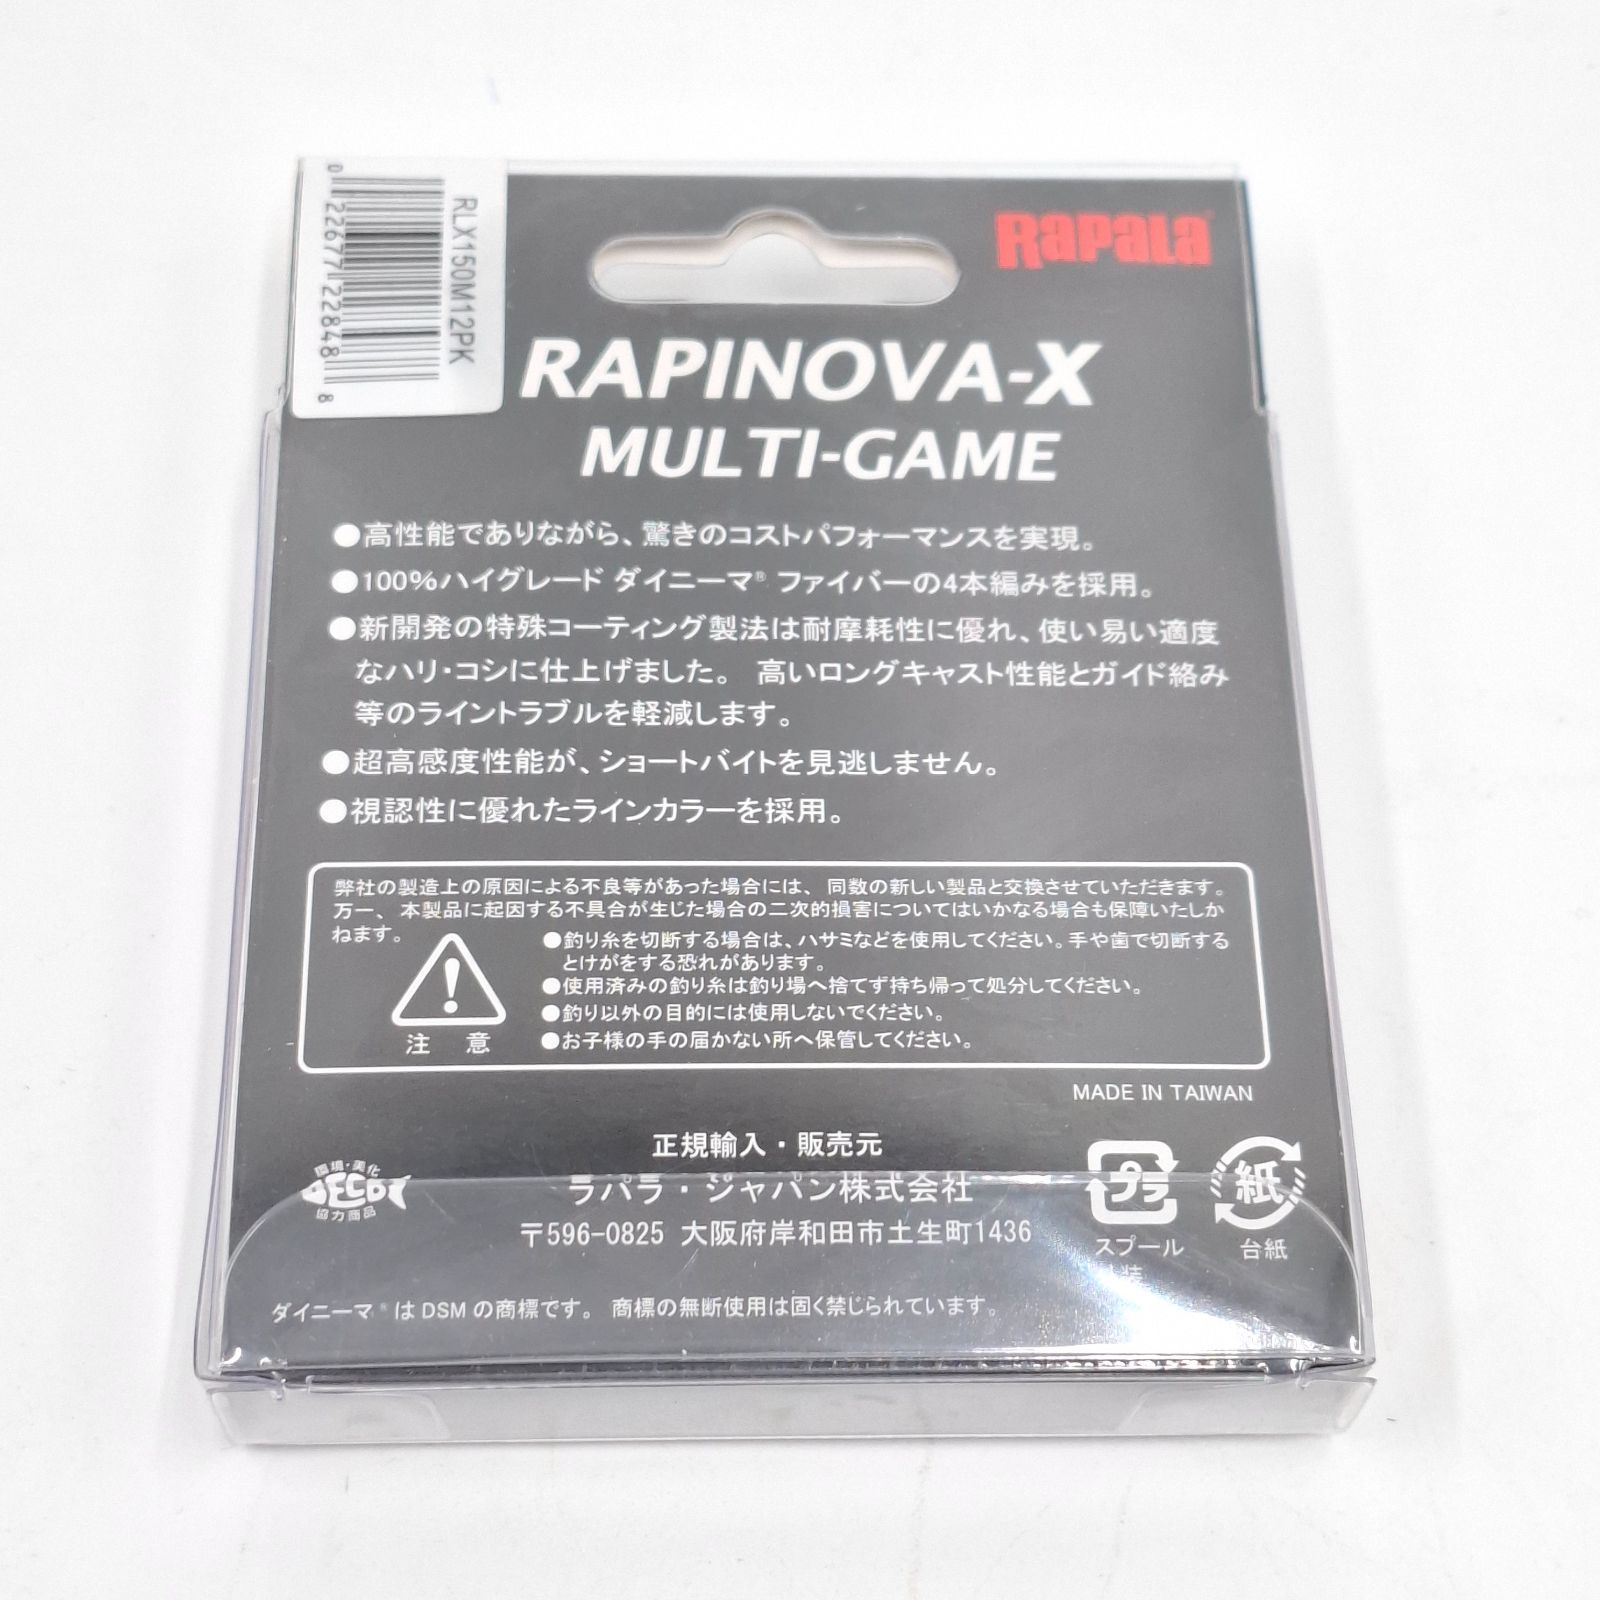 RLX150M12PK
0 22677 22848 8
Rapala
RAPINOVA-X
MULTI-GAME
●高性能でありながら、驚きのコストパフォーマンスを実現。
●100%ハイグレード ダイニーマ® ファイバーの4本編みを採用。
●新開発の特殊コーティング製法は耐摩耗性に優れ、使い易い適度
なハリ・コシに仕上げました。 高いロングキャスト性能とガイド絡み
等のライントラブルを軽減します。
●超高感度性能が、ショートバイトを見逃しません。
●視認性に優れたラインカラーを採用。
弊社の製造上の原因による不良等があった場合には、同数の新しい製品と交換させていただきます。
万一、本製品に起因する不具合が生じた場合の二次的損害についてはいかなる場合も保障いたしか
ねます。
●釣り糸を切断する場合は、ハサミなどを使用してください。手や歯で切断する
とけがをする恐れがあります。
●使用済みの釣り糸は釣り場へ捨てず持ち帰って処分してください。
●釣り以外の目的には使用しないでください。
●お子様の手の届かない所へ保管してください。
注 意
MADE IN TAIWAN
正規輸入・販売元
ラパラ・ジャパン株式会社
〒596-0825 大阪府岸和田市土生町1436
環境・美化
協力商品
プラ
スプール
紙
台紙
ダイニーマ®はDSMの商標です。 商標の無断使用は固く禁じられています。